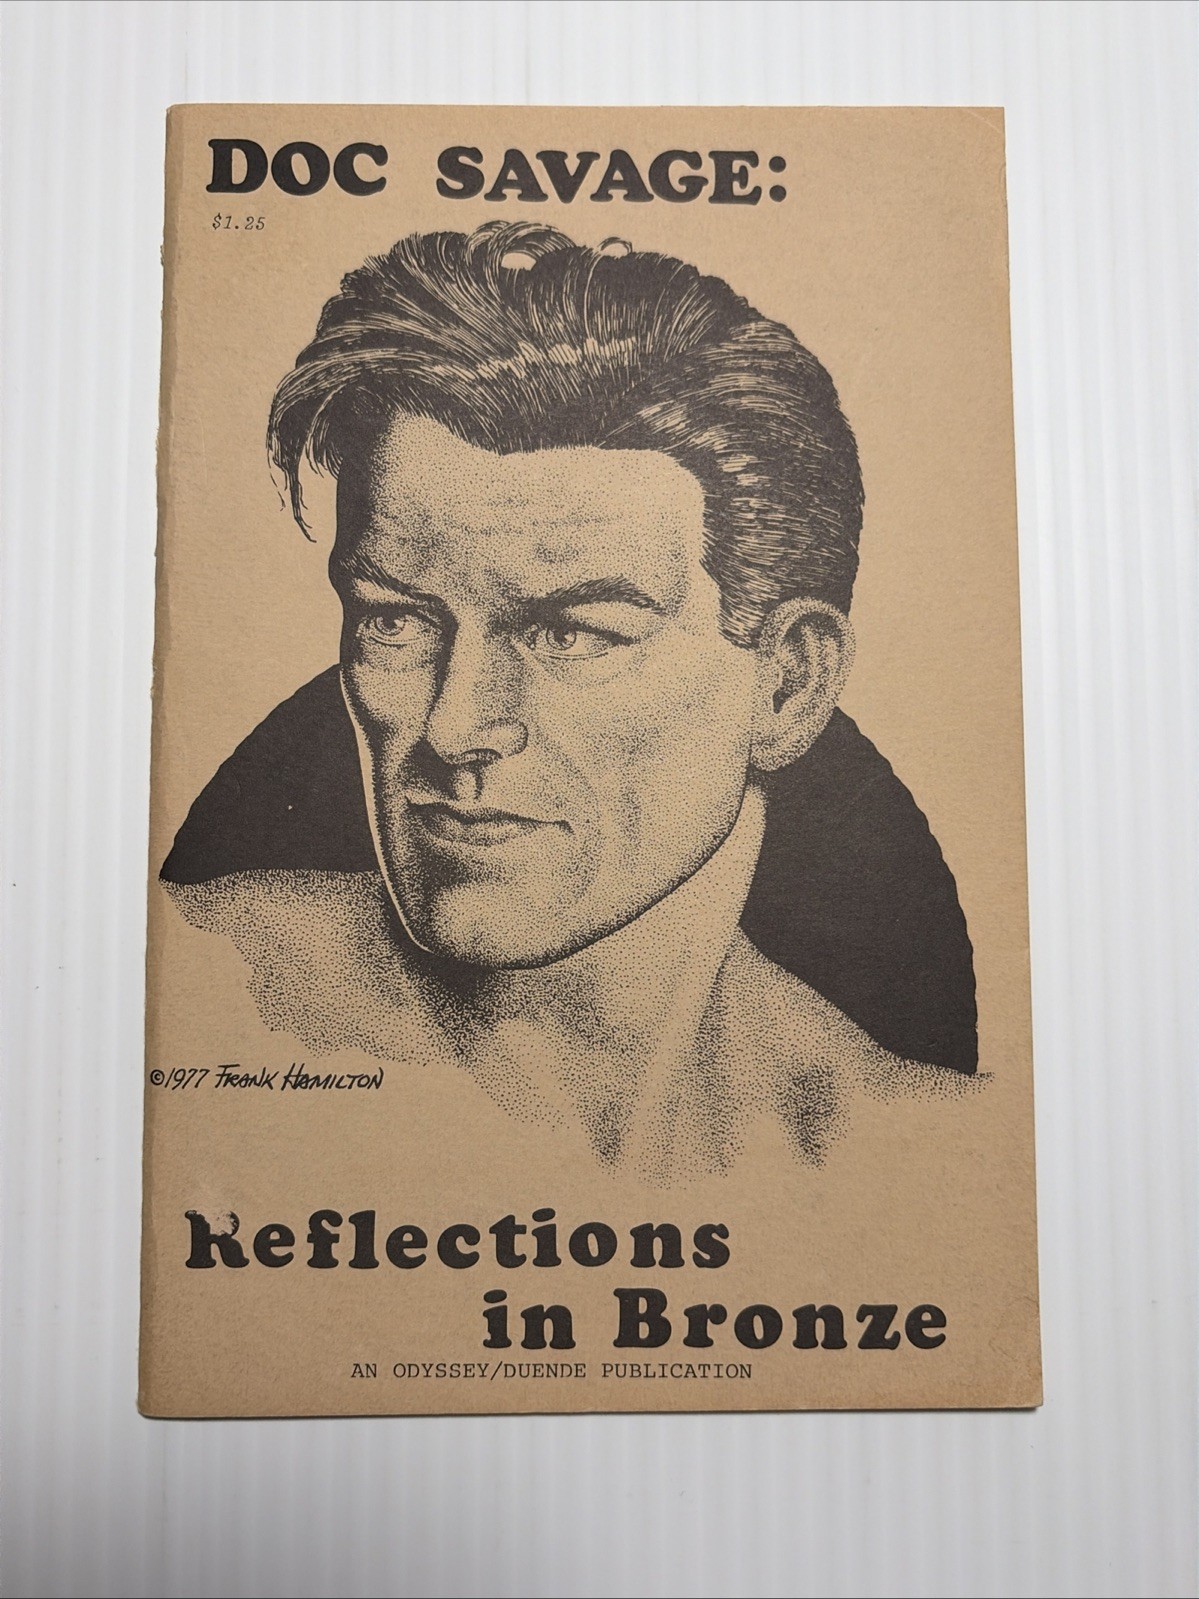 DOC SAVAGE:
$1.25
©1977 FRANK HAMILTON
Reflections
in Bronze
AN ODYSSEY/DUENDE PUBLICATION